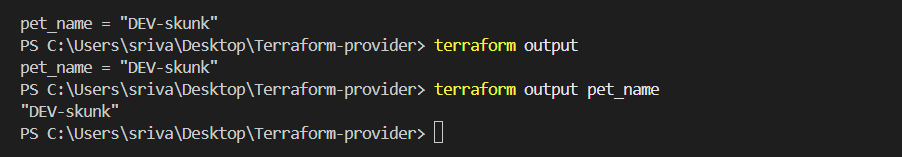 pet_name = "DEV-skunk"
PS C:\Users\sriva\Desktop\Terraform-provider> terraform output
pet_name = "DEV-skunk"
PS C:\Users\sriva\Desktop\Terraform-provider> terraform output pet_name
"DEV-skunk"
PS C:\Users\sriva\Desktop\Terraform-provider>